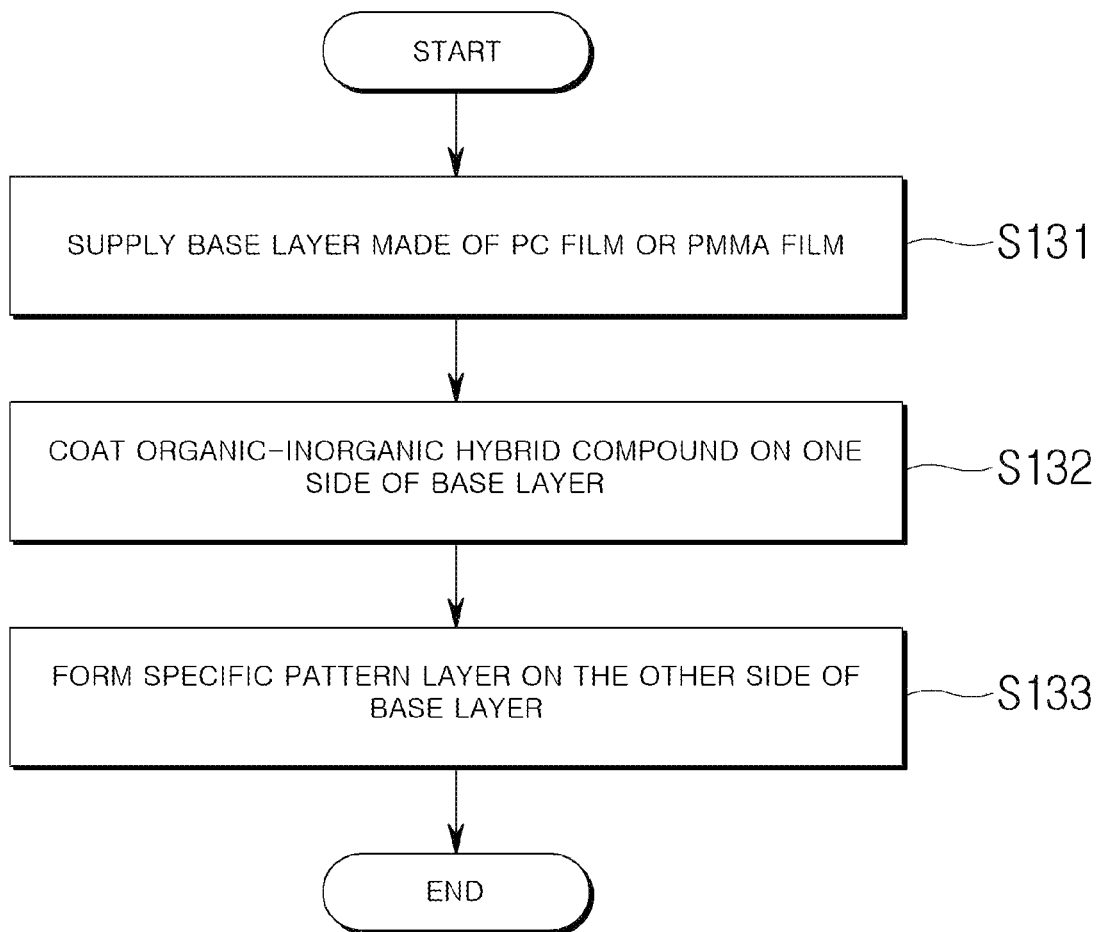 START
SUPPLY BASE LAYER MADE OF PC FILM OR PMMA FILM
S131
COAT ORGANIC-INORGANIC HYBRID COMPOUND ON ONE
SIDE OF BASE LAYER
S132
FORM SPECIFIC PATTERN LAYER ON THE OTHER SIDE OF
BASE LAYER
S133
END